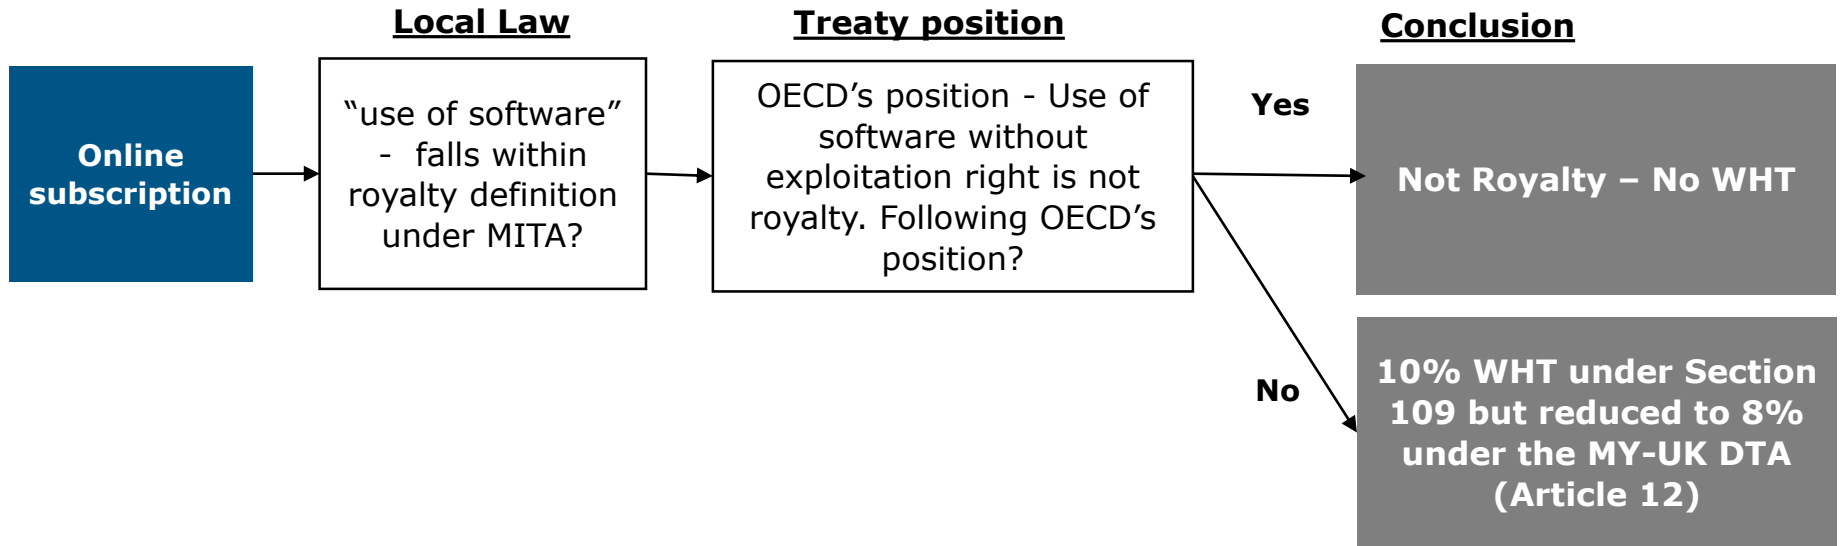 Local Law
Treaty position
Conclusion
Online
subscription
“use of software”
- falls within
royalty definition
under MITA?
OECD’s position - Use of
software without
exploitation right is not
royalty. Following OECD’s
position?
Yes
Not Royalty – No WHT
No
10% WHT under Section
109 but reduced to 8%
under the MY-UK DTA
(Article 12)